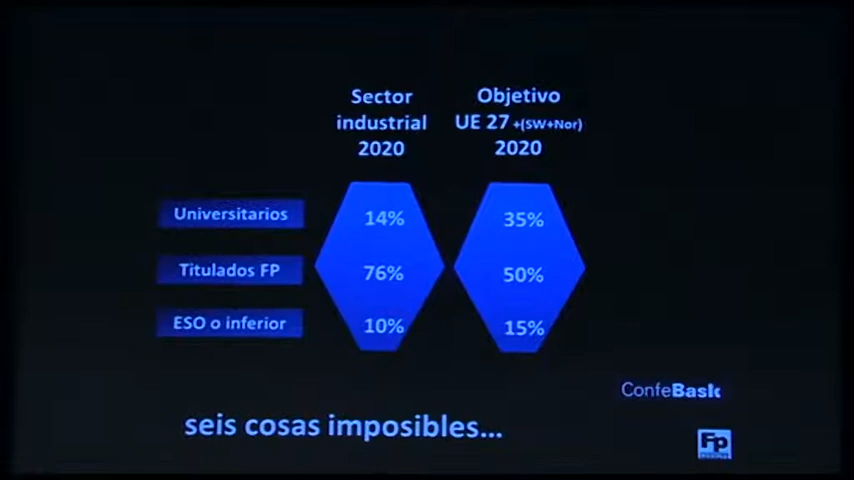 Sector
industrial
2020
Objetivo
UE 27 +(SW+Nor)
2020
Universitarios 14% 35%
Titulados FP 76% 50%
ESO o inferior 10% 15%
ConfeBask
seis cosas imposibles...
Fp